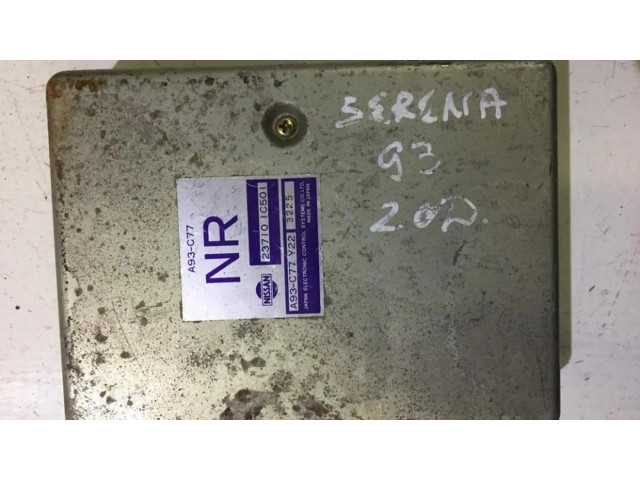 SERENA
93
2.0D.
A93-C77
NR
NISSAN
23710 1C501
A93-C77 Y22 3225
JAPAN ELECTRONIC CONTROL SYSTEMS CO.,LTD.
MADE IN JAPAN